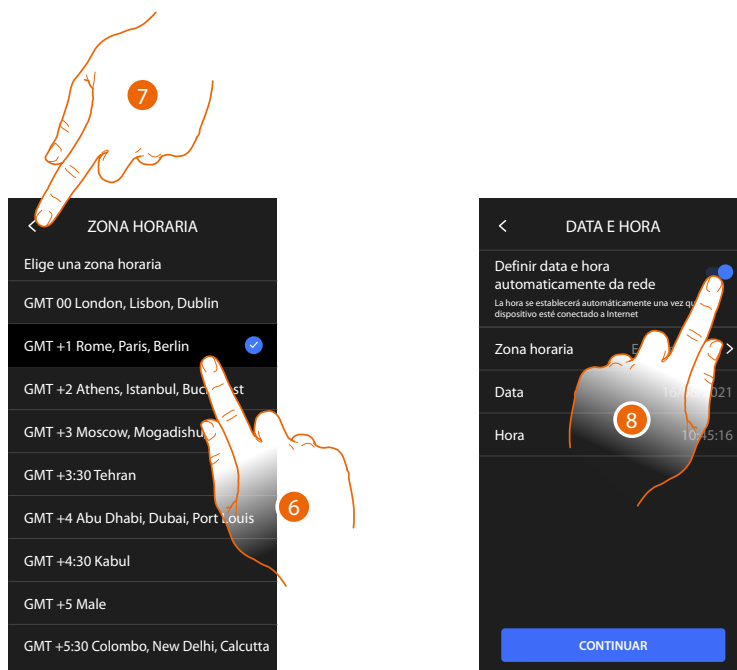 7
ZONA HORARIA
Elige una zona horaria
GMT 00 London, Lisbon, Dublin
GMT +1 Rome, Paris, Berlin
GMT +2 Athens, Istanbul,
GMT +3 Moscow, Mogadishu
GMT +3:30 Tehran
GMT +4 Abu Dhabi, Dubai, Port Louis
6
GMT +4:30 Kabul
GMT +5 Male
GMT +5:30 Colombo, New Delhi, Calcutta
DATA E HORA
Definir data e hora
automaticamente da rede
La hora se establecerá automáticamente una vez
dispositivo esté conectado a Internet
Zona horaria
Data
Hora 10:45:16
8
CONTINUAR